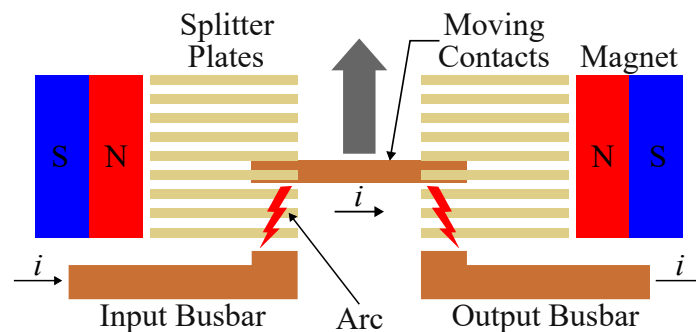 Splitter
Plates
Moving
Contacts
Magnet
S
N
N
S
i
i
i
Input Busbar
Arc
Output Busbar